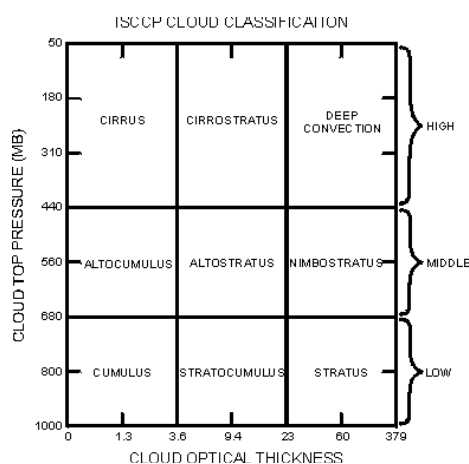 ISCCP CLOUD CLASSIFICATION
50
180
310
440
560
680
800
1000
CLOUD TOP PRESSURE (MB)
CIRRUS
CIRROSTRATUS
DEEP
CONVECTION
HIGH
ALTOCUMULUS
ALTOSTRATUS
NIMBOSTRATUS
MIDDLE
CUMULUS
STRATOCUMULUS
STRATUS
LOW
0
1.3
3.6
9.4
23
60
379
CLOUD OPTICAL THICKNESS